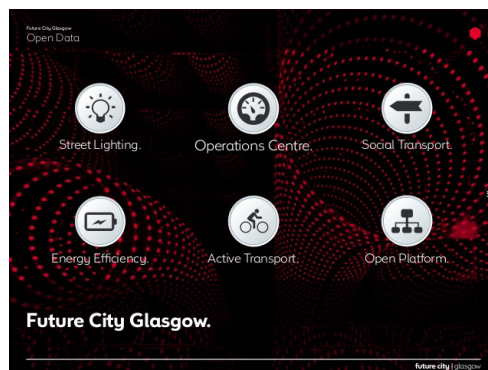 Future City Glasgow
Open Data
Street Lighting.
Operations Centre.
Social Transport.
Energy Efficiency.
Active Transport.
Open Platform.
Future City Glasgow.
future city | glasgow